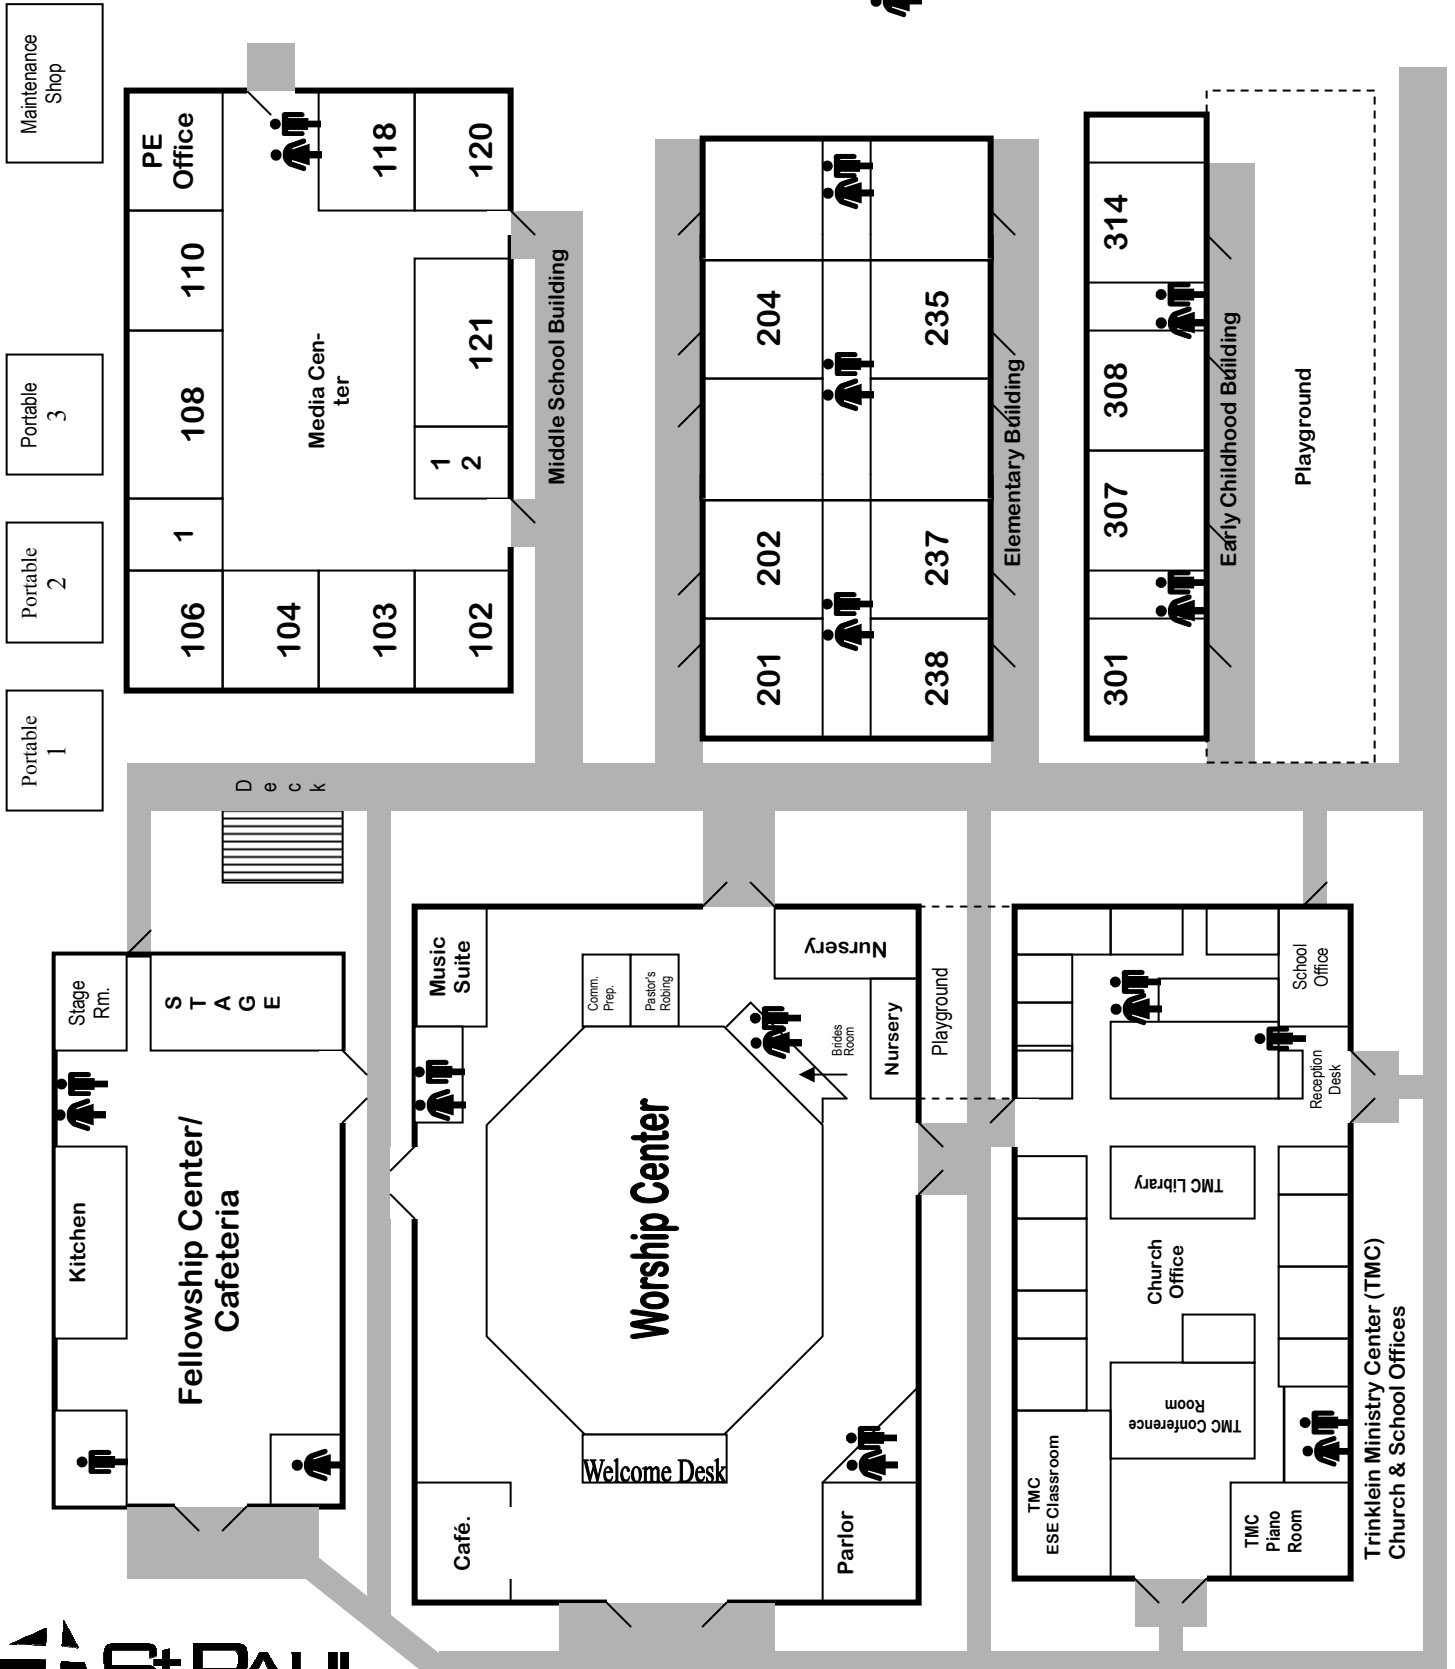 Maintenance
Shop
Portable
3
Portable
2
Portable
1
PE
Office
110
108
1
106
104
103
102
118
120
121
1
2
Media Cen-
ter
Middle School Building
204
202
201
235
237
238
Elementary Building
314
308
307
301
Early Childhood Building
Playground
D
e
c
k
Stage
Rm.
S
T
A
G
E
Kitchen
Fellowship Center/
Cafeteria
Music
Suite
Comm.
Prep.
Pastor's
Robing
Nursery
Nursery
Brides
Room
Playground
Worship Center
Welcome Desk
Café.
Parlor
School
Office
Reception
Desk
TMC Library
Church
Office
TMC Conference
Room
TMC
ESE Classroom
TMC
Piano
Room
Trinklein Ministry Center (TMC)
Church & School Offices
St Paul